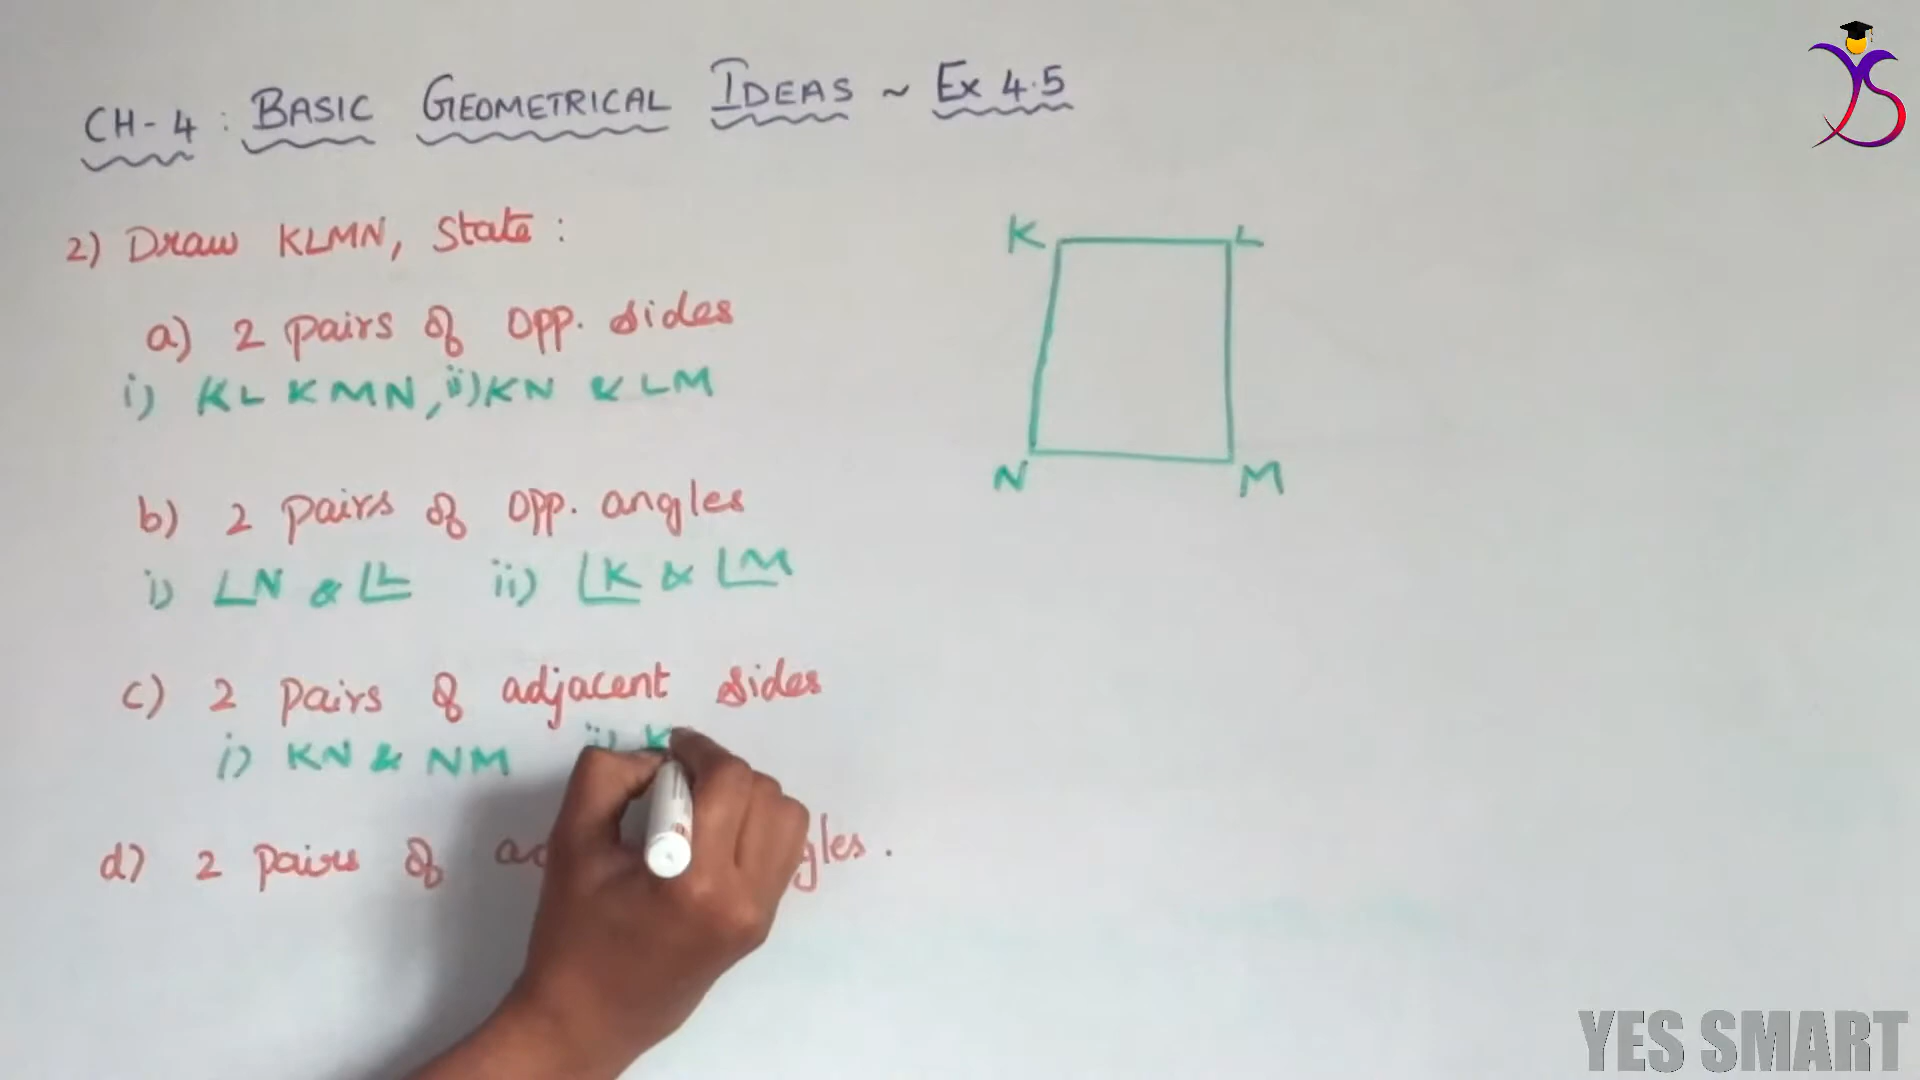 CH-4 : BASIC GEOMETRICAL IDEAS ~ Ex 4.5
2) Draw KLMN, State :
K L
a) 2 pairs of opp. sides
i) KL & MN, ii) KN & LM
N M
b) 2 pairs of opp. angles
i) ∠N & ∠L ii) ∠K & ∠M
c) 2 pairs of adjacent sides
i) KN & NM ii) K
d) 2 pairs of
YES SMART